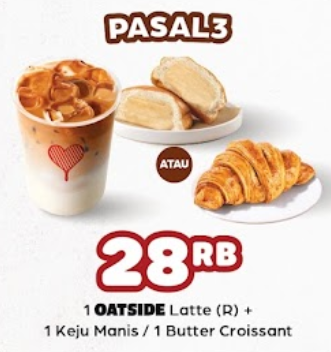 PASAL3
ATAU
28RB
1 OATSIDE Latte (R) +
1 Keju Manis / 1 Butter Croissant